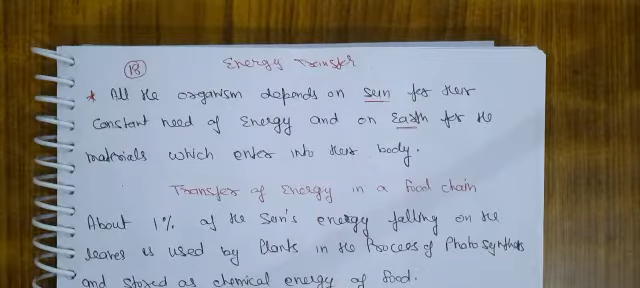 18
Energy Transfer
* All the organism depends on sun for their
constant need of Energy and on Earth for the
materials which enter into their body.
Transfer of Energy in a food chain
About 1% of the Sun's energy falling on the
leaves is used by Plants in the Process of Photosynthesis
and stored as chemical energy of food.